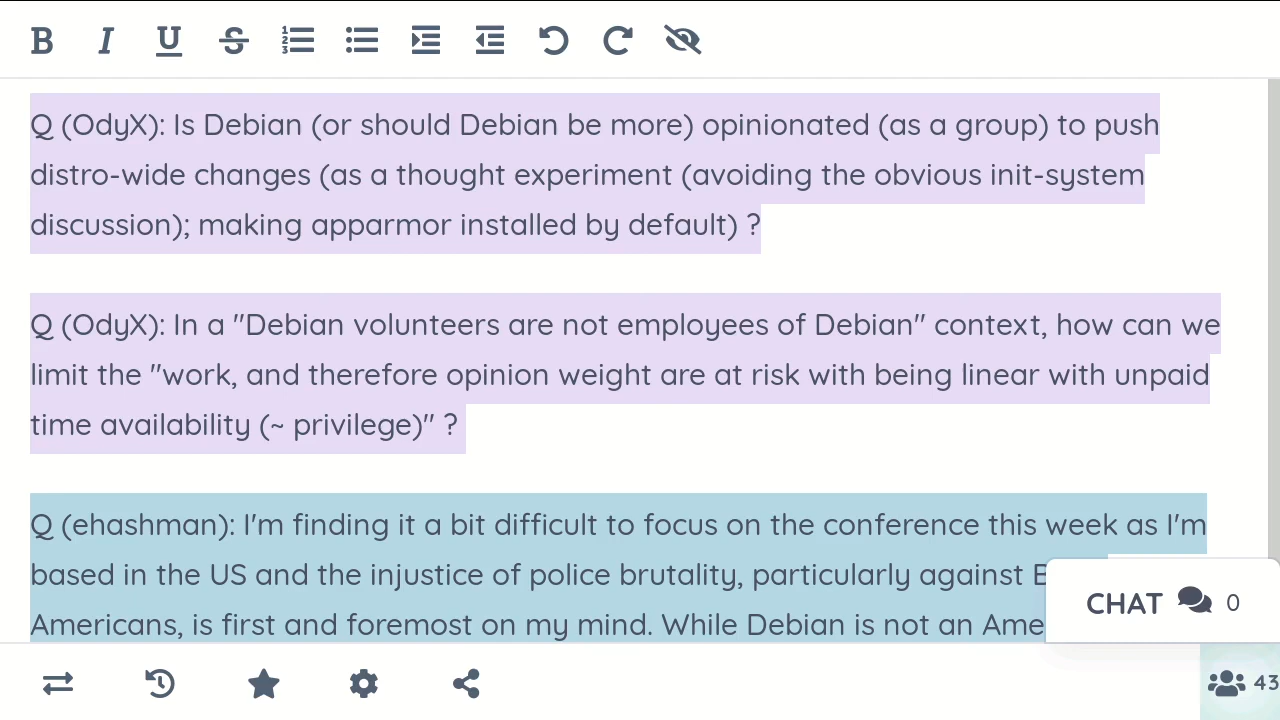 Q (OdyX): Is Debian (or should Debian be more) opinionated (as a group) to push
distro-wide changes (as a thought experiment (avoiding the obvious init-system
discussion); making apparmor installed by default) ?
Q (OdyX): In a "Debian volunteers are not employees of Debian" context, how can we
limit the "work, and therefore opinion weight are at risk with being linear with unpaid
time availability (~ privilege)" ?
Q (ehashman): I'm finding it a bit difficult to focus on the conference this week as I'm
based in the US and the injustice of police brutality, particularly against
Americans, is first and foremost on my mind. While Debian is not an
CHAT 0
43